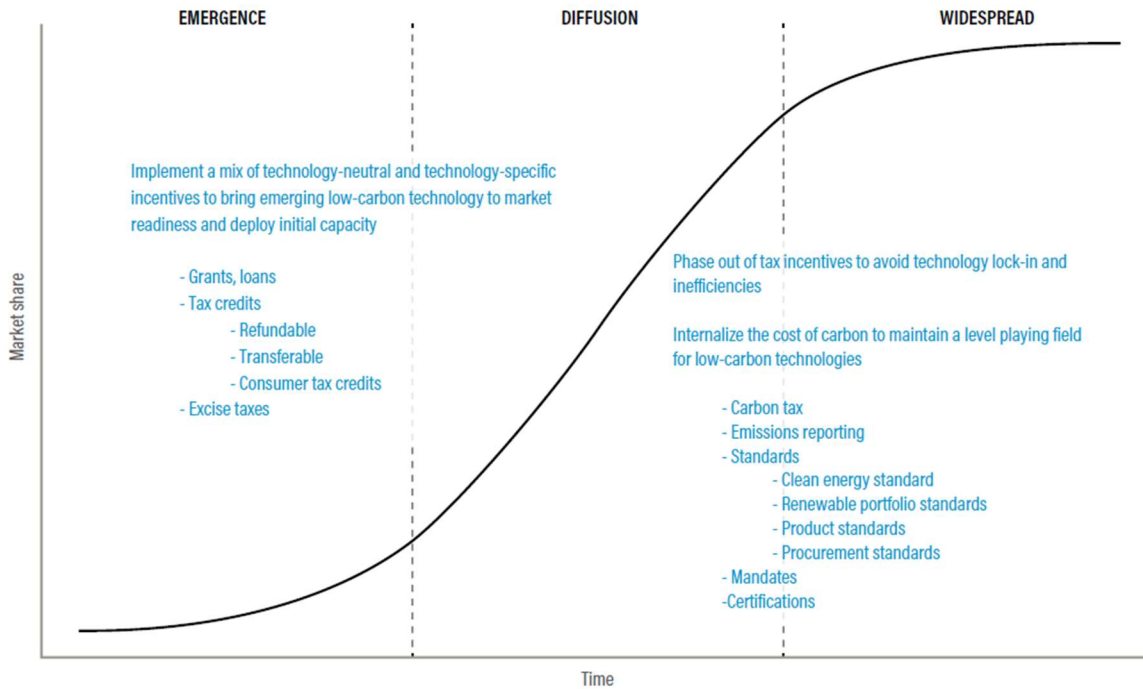 EMERGENCE
DIFFUSION
WIDESPREAD
Implement a mix of technology-neutral and technology-specific
incentives to bring emerging low-carbon technology to market
readiness and deploy initial capacity
- Grants, loans
- Tax credits
- Refundable
- Transferable
- Consumer tax credits
- Excise taxes
Phase out of tax incentives to avoid technology lock-in and
inefficiencies
Internalize the cost of carbon to maintain a level playing field
for low-carbon technologies
- Carbon tax
- Emissions reporting
- Standards
- Clean energy standard
- Renewable portfolio standards
- Product standards
- Procurement standards
- Mandates
-Certifications
Market share
Time